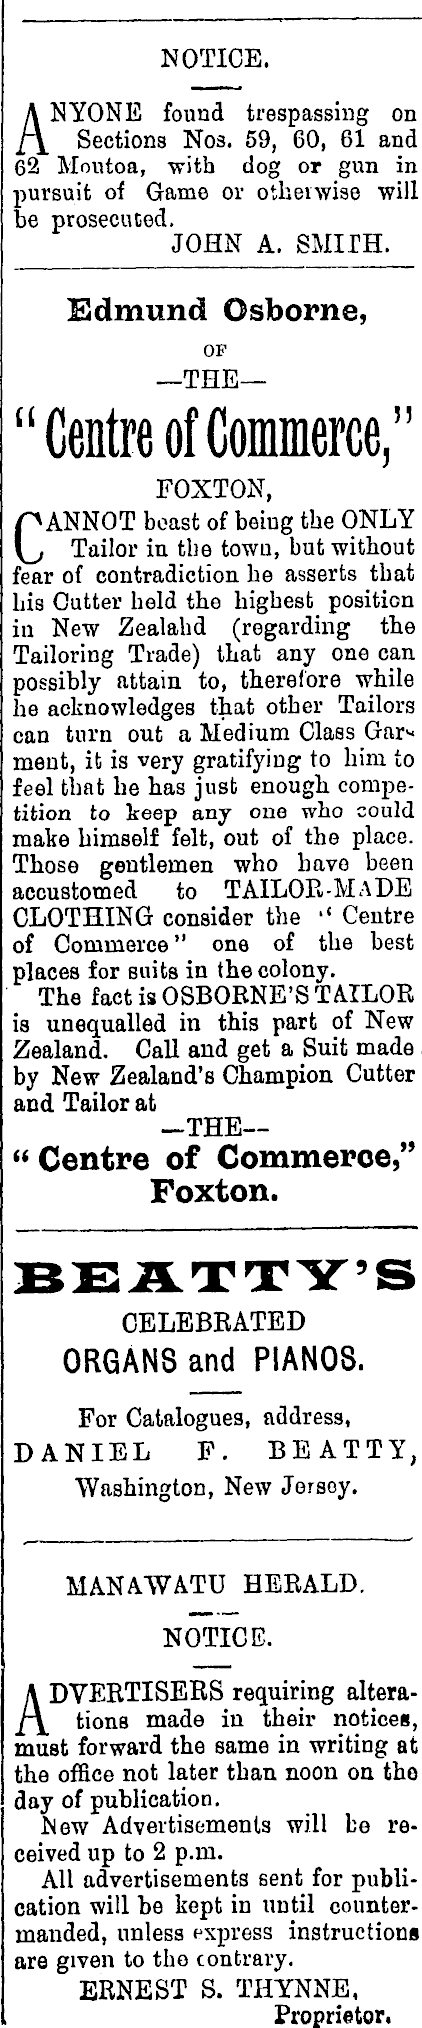 NOTICE.
ANYONE found trespassing on
Sections Nos. 59, 60, 61 and
62 Moutoa, with dog or gun in
pursuit of Game or otherwise will
be prosecuted.
JOHN A. SMITH.
Edmund Osborne,
OF
—THE—
"Centre of Commerce,"
FOXTON,
CANNOT boast of being the ONLY
Tailor in the town, but without
fear of contradiction he asserts that
his Cutter held the highest position
in New Zealahd (regarding the
Tailoring Trade) that any one can
possibly attain to, therefore while
he acknowledges that other Tailors
can turn out a Medium Class Gar-
ment, it is very gratifying to him to
feel that he has just enough compe-
tition to keep any one who could
make himself felt, out of the place.
Those gentlemen who have been
accustomed to TAILOR-MADE
CLOTHING consider the "Centre
of Commerce" one of the best
places for suits in the colony.
The fact is OSBORNE'S TAILOR
is unequalled in this part of New
Zealand. Call and get a Suit made
by New Zealand's Champion Cutter
and Tailor at
—THE—
"Centre of Commerce,"
Foxton.
BEATTY'S
CELEBRATED
ORGANS and PIANOS.
For Catalogues, address,
DANIEL F. BEATTY,
Washington, New Jersey.
MANAWATU HERALD.
NOTICE.
ADVERTISERS requiring altera-
tions made in their notices,
must forward the same in writing at
the office not later than noon on the
day of publication.
New Advertisements will be re-
ceived up to 2 p.m.
All advertisements sent for publi-
cation will be kept in until counter-
manded, unless express instructions
are given to the contrary.
ERNEST S. THYNNE,
Proprietor.